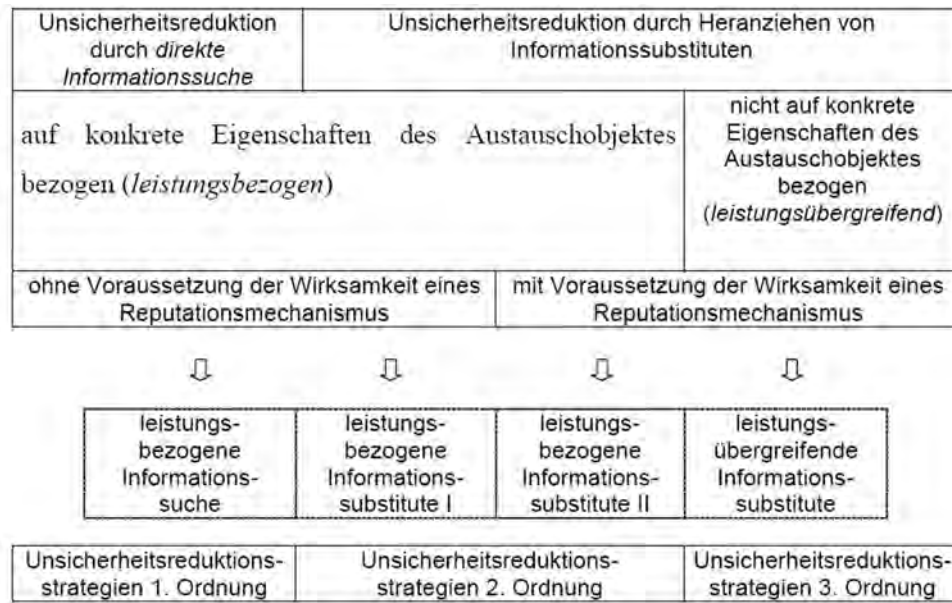 Unsicherheitsreduktion
durch direkte
Informationssuche
Unsicherheitsreduktion durch Heranziehen von
Informationssubstituten
auf konkrete Eigenschaften des Austauschobjektes
bezogen (leistungsbezogen)
nicht auf konkrete
Eigenschaften des
Austauschobjektes
bezogen
(leistungsübergreifend)
ohne Voraussetzung der Wirksamkeit eines
Reputationsmechanismus
mit Voraussetzung der Wirksamkeit eines
Reputationsmechanismus
leistungs-
bezogene
Informations-
suche
leistungs-
bezogene
Informations-
substitute I
leistungs-
bezogene
Informations-
substitute II
leistungs-
übergreifende
Informations-
substitute
Unsicherheitsreduktions-
strategien 1. Ordnung
Unsicherheitsreduktions-
strategien 2. Ordnung
Unsicherheitsreduktions-
strategien 3. Ordnung